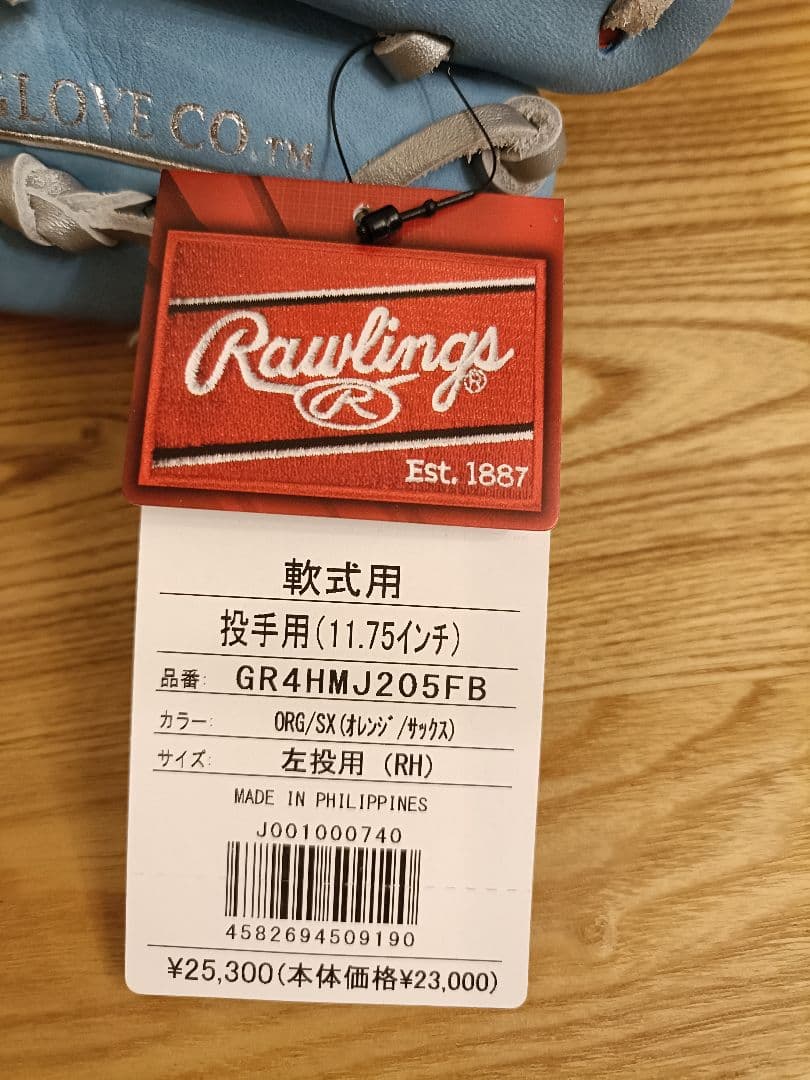 GLOVE CO.™
Rawlings®
R
Est. 1887
軟式用
投手用(11.75インチ)
品番: GR4HMJ205FB
カラー: ORG/SX(オレンジ/サックス)
サイズ: 左投用 (RH)
MADE IN PHILIPPINES
J001000740
4582694509190
¥25,300(本体価格¥23,000)